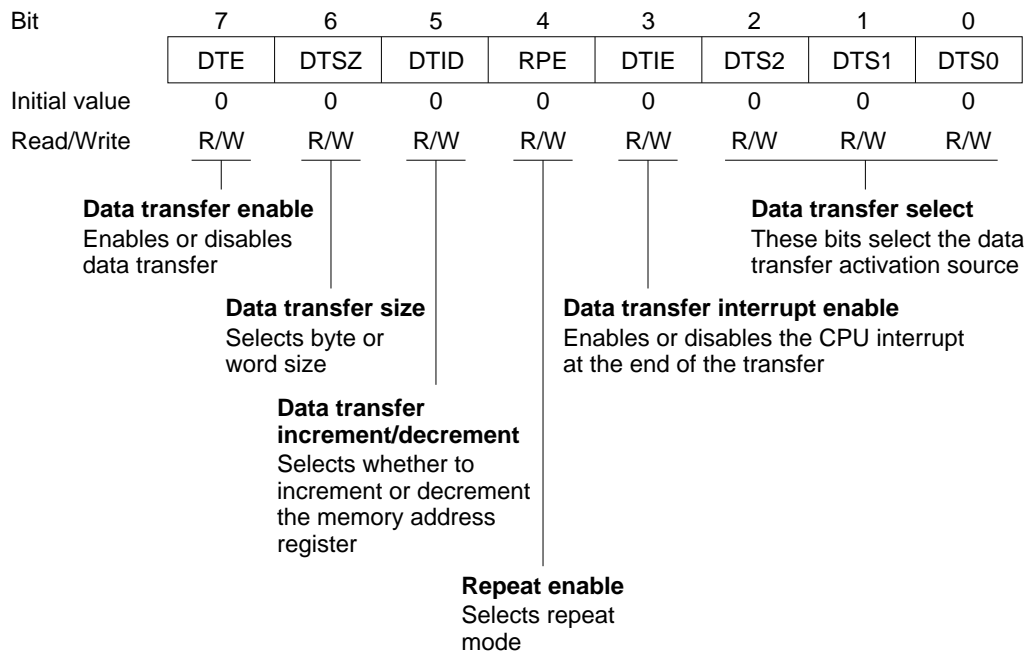 Bit 7 6 5 4 3 2 1 0
DTE DTSZ DTID RPE DTIE DTS2 DTS1 DTS0
Initial value 0 0 0 0 0 0 0 0
Read/Write R/W R/W R/W R/W R/W R/W R/W R/W
Data transfer enable
Enables or disables
data transfer
Data transfer select
These bits select the data
transfer activation source
Data transfer size
Selects byte or
word size
Data transfer interrupt enable
Enables or disables the CPU interrupt
at the end of the transfer
Data transfer
increment/decrement
Selects whether to
increment or decrement
the memory address
register
Repeat enable
Selects repeat
mode